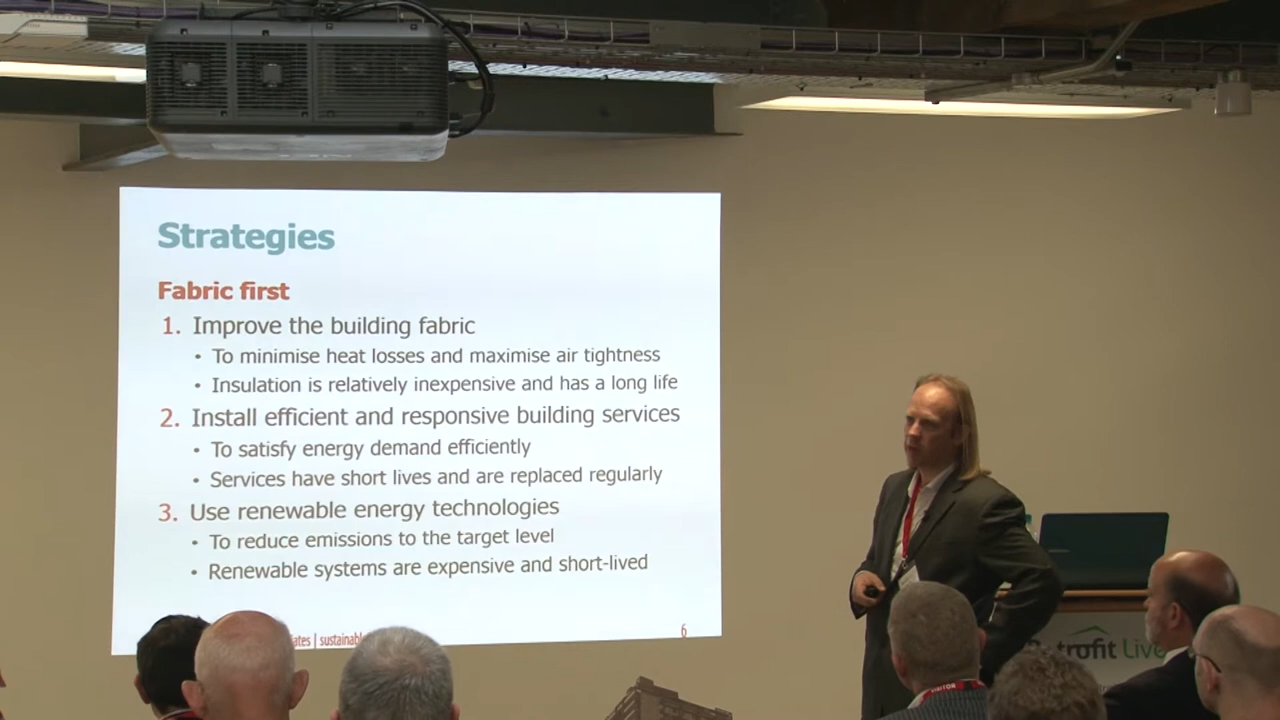 Strategies
Fabric first
1. Improve the building fabric
• To minimise heat losses and maximise air tightness
• Insulation is relatively inexpensive and has a long life
2. Install efficient and responsive building services
• To satisfy energy demand efficiently
• Services have short lives and are replaced regularly
3. Use renewable energy technologies
• To reduce emissions to the target level
• Renewable systems are expensive and short-lived
ates | sustainabl
6
trofit Live
VISITOR